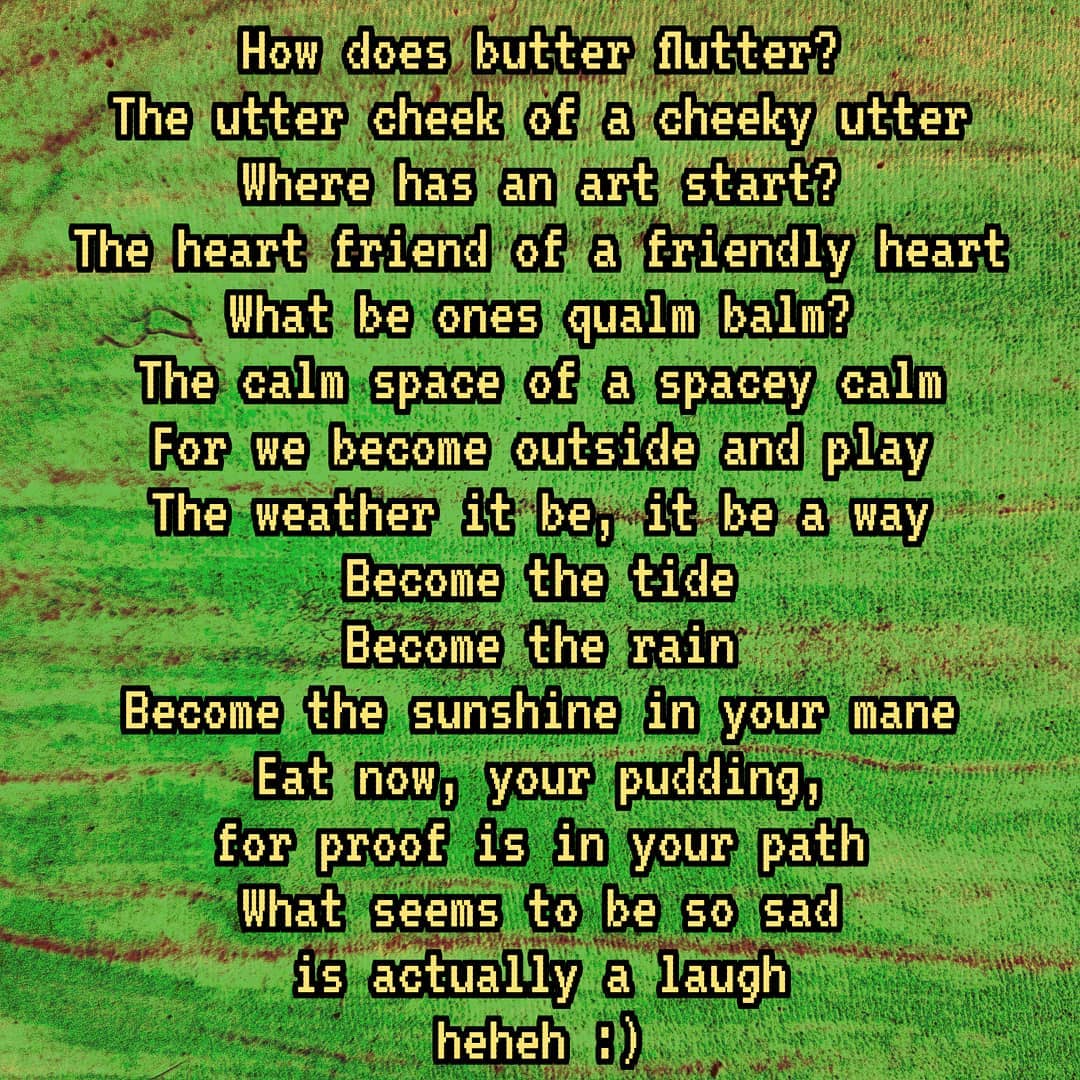 How does butter flutter?
The utter cheek of a cheeky utter
Where has an art start?
The heart friend of a friendly heart
What be ones qualm balm?
The calm space of a spacey calm
For we become outside and play
The weather it be, it be a way
Become the tide
Become the rain
Become the sunshine in your mane
Eat now, your pudding,
for proof is in your path
What seems to be so sad
is actually a laugh
heheh :)